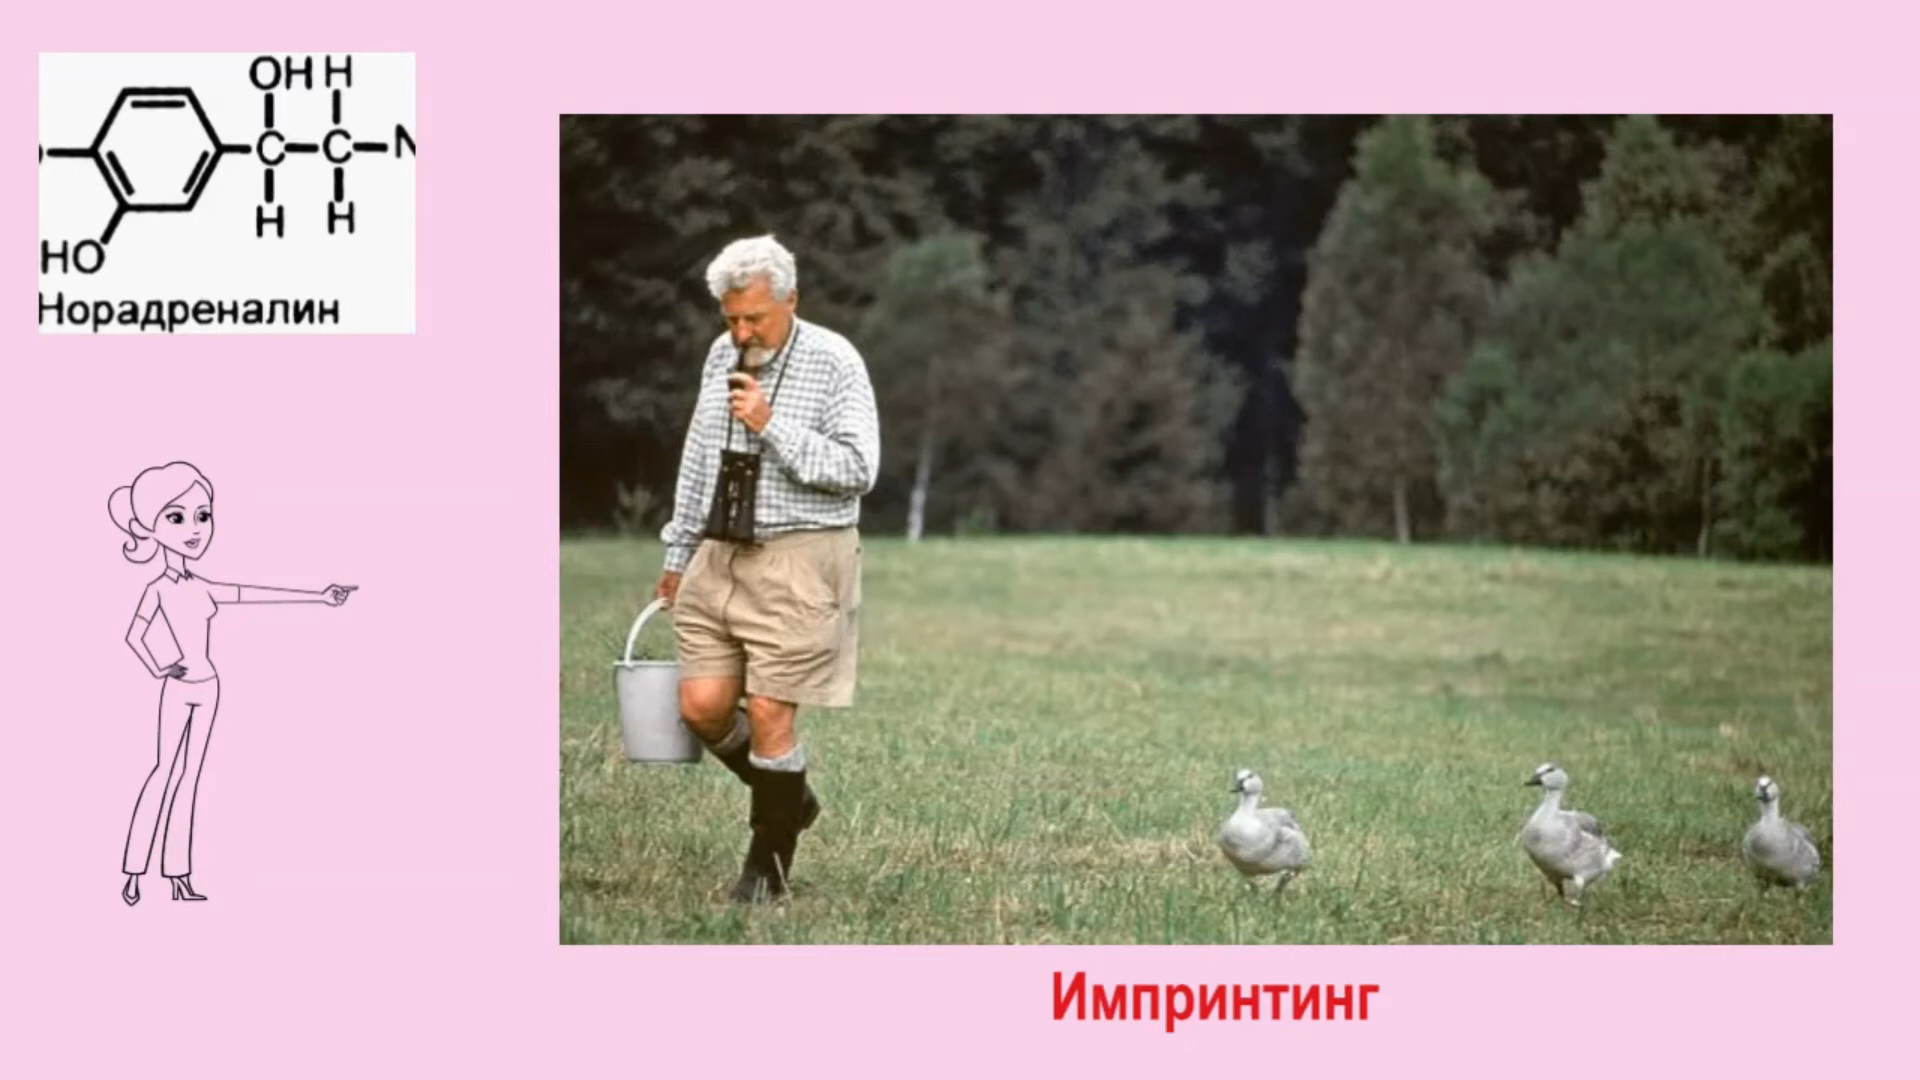 OH H
C C N
H H
HO
Норадреналин
Импринтинг